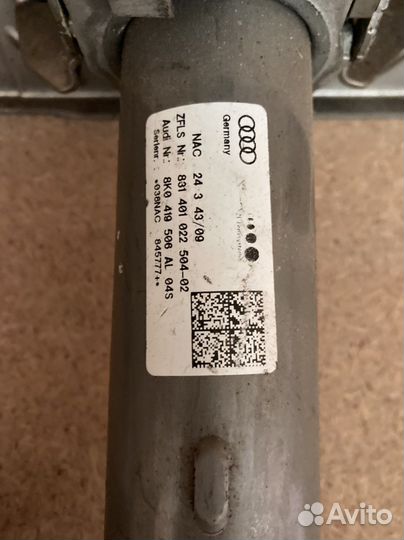 Germany
NAC 24 3 43/09
ZFLS Nr: 831 401 022 504-02
Audi Nr: 8K0 419 506 AL 04S
Seriennr. *038NAC 845777+*
Avito